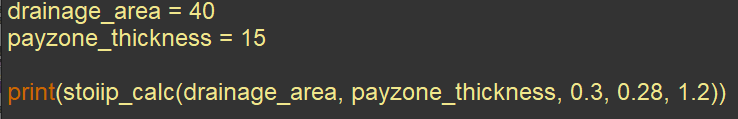 drainage_area = 40
payzone_thickness = 15
print(stoiip_calc(drainage_area, payzone_thickness, 0.3, 0.28, 1.2))